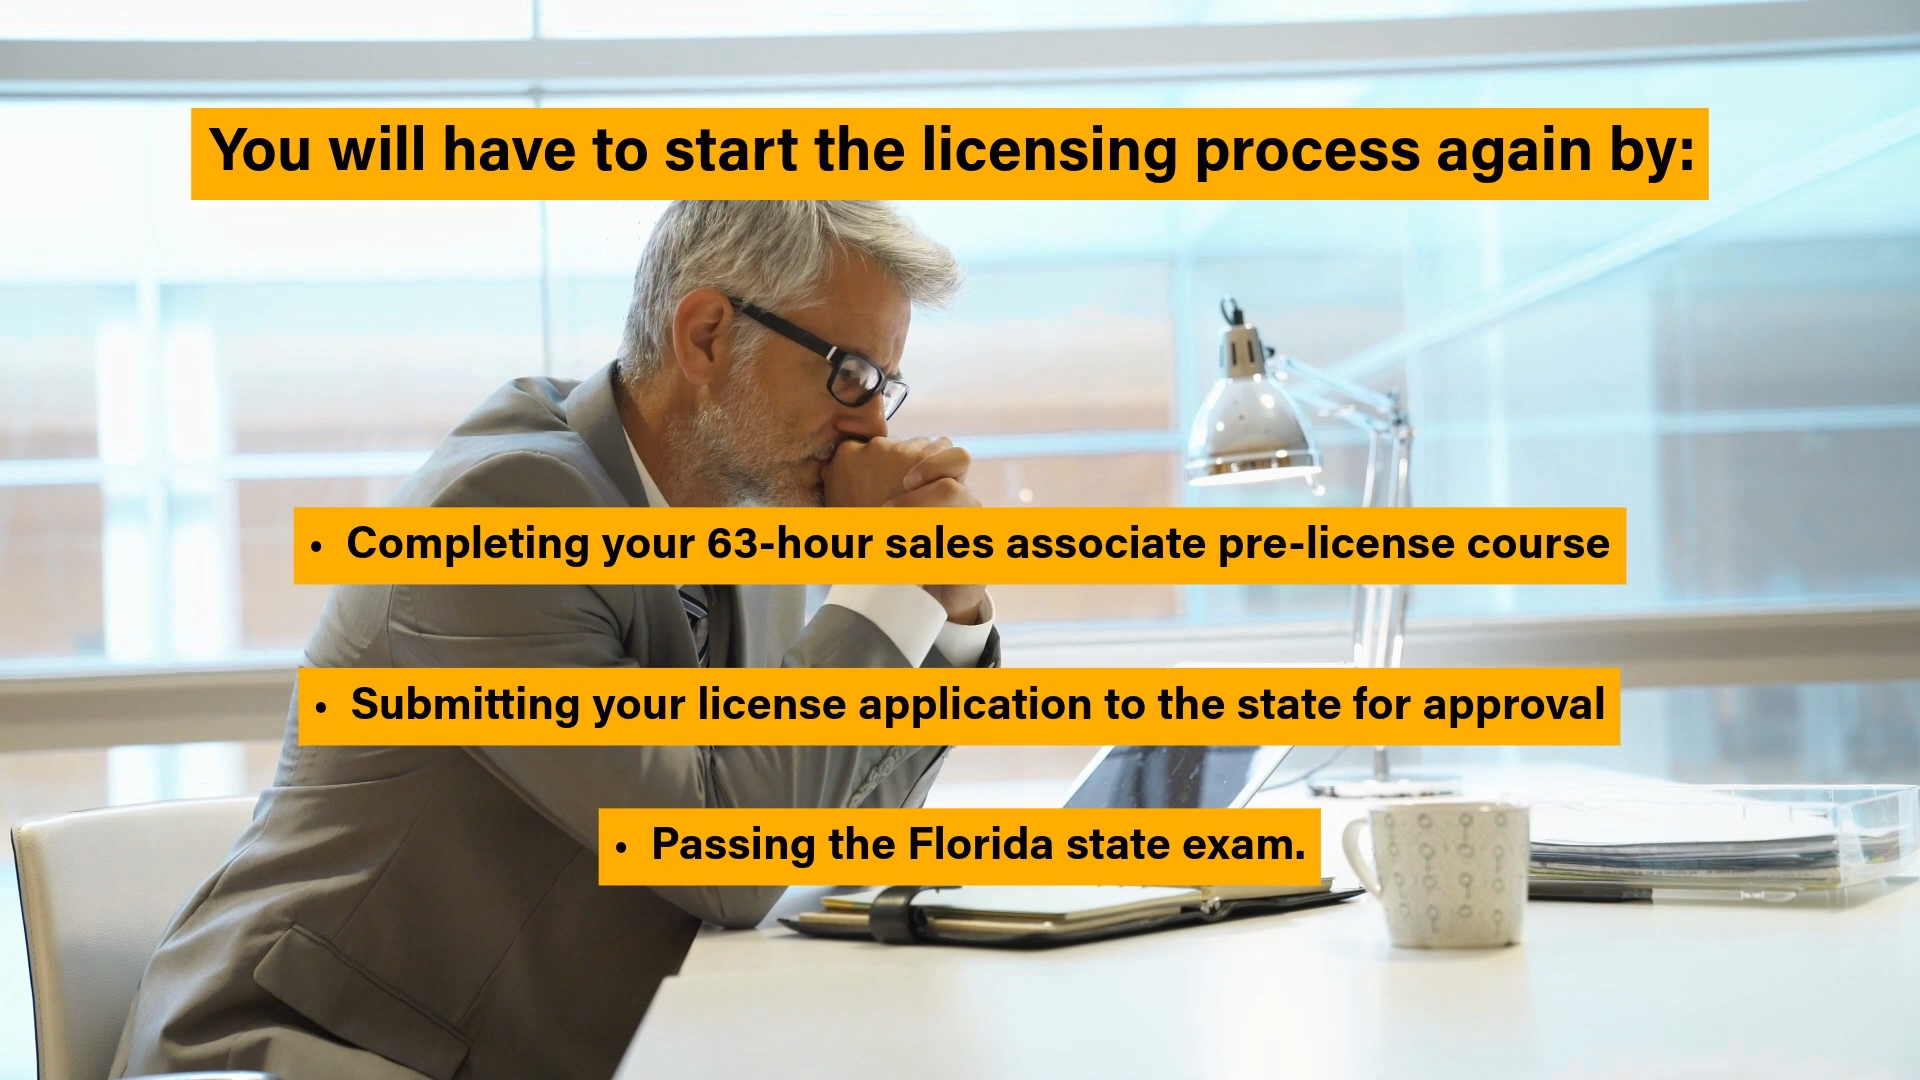 You will have to start the licensing process again by:
• Completing your 63-hour sales associate pre-license course
• Submitting your license application to the state for approval
• Passing the Florida state exam.